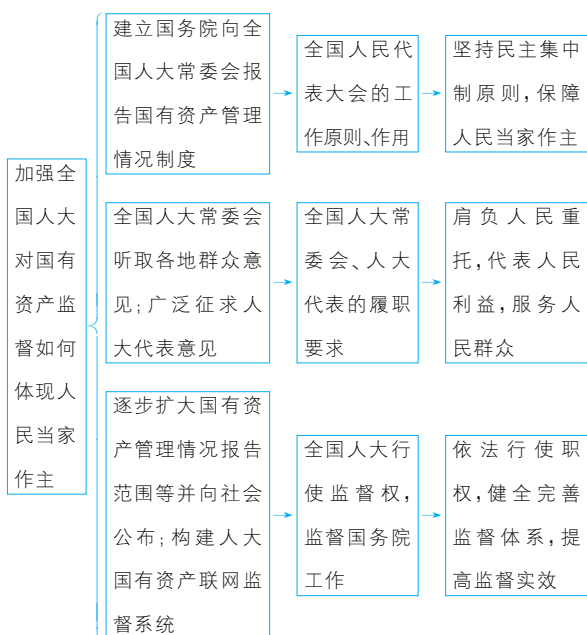 加强全
国人大
对国有
资产监
督如何
体现人
民当家
作主
建立国务院向全
国人大常委会报
告国有资产管理
情况制度
全国人民代
表大会的工
作原则、作用
坚持民主集中
制原则,保障
人民当家作主
全国人大常委会
听取各地群众意
见;广泛征求人
大代表意见
全国人大常
委会、人大
代表的履职
要求
肩负人民重
托,代表人民
利益,服务人
民群众
逐步扩大国有资
产管理情况报告
范围等并向社会
公布;构建人大
国有资产联网监
督系统
全国人大行
使监督权,
监督国务院
工作
依法行使职
权,健全完善
监督体系,提
高监督实效